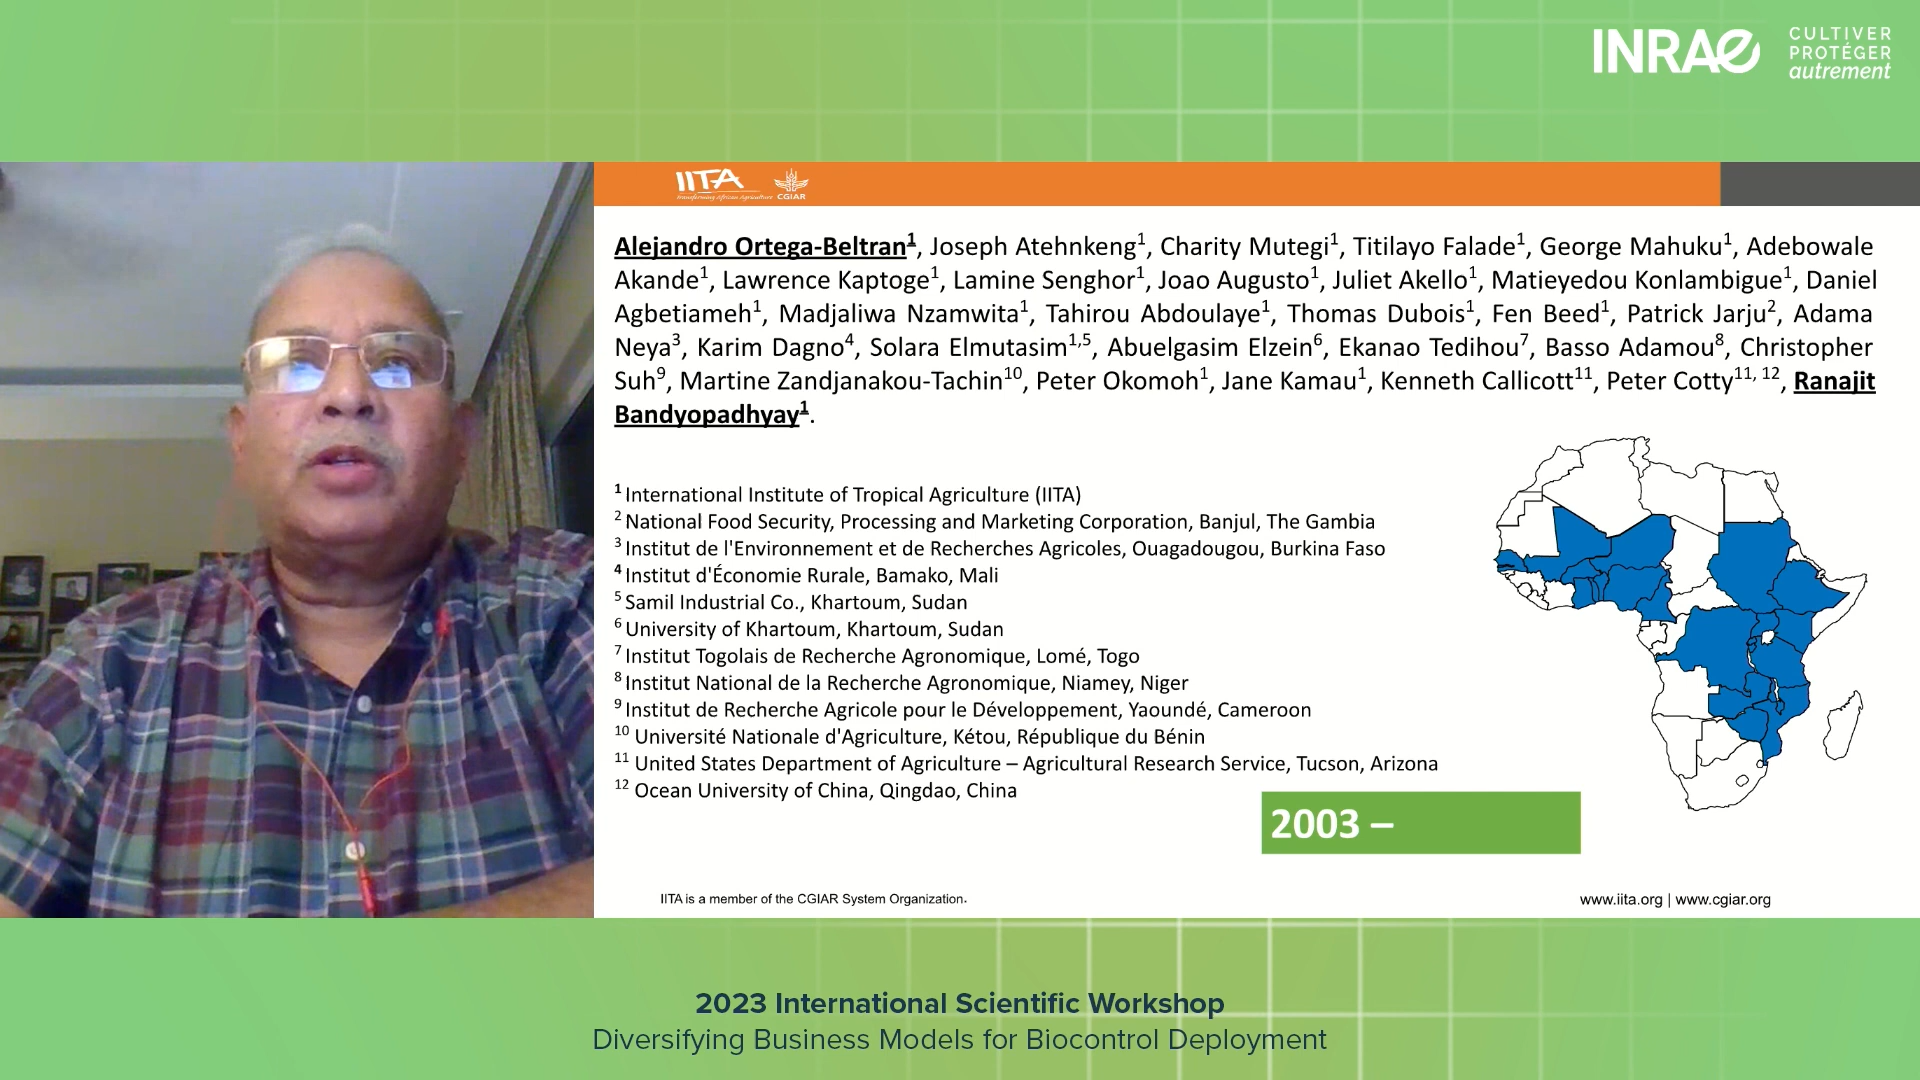 INRAE
CULTIVER
PROTÉGER
autrement
IITA
Transforming African Agriculture
CGIAR
Alejandro Ortega-Beltran1, Joseph Atehnkeng1, Charity Mutegi1, Titilayo Falade1, George Mahuku1, Adebowale
Akande1, Lawrence Kaptoge1, Lamine Senghor1, Joao Augusto1, Juliet Akello1, Matieyedou Konlambigue1, Daniel
Agbetiameh1, Madjaliwa Nzamwita1, Tahirou Abdoulaye1, Thomas Dubois1, Fen Beed1, Patrick Jarju2, Adama
Neya3, Karim Dagno4, Solara Elmutasim1,5, Abuelgasim Elzein6, Ekanao Tedihou7, Basso Adamou8, Christopher
Suh9, Martine Zandjanakou-Tachin10, Peter Okomoh1, Jane Kamau1, Kenneth Callicott11, Peter Cotty11, 12, Ranajit
Bandyopadhyay1.
1 International Institute of Tropical Agriculture (IITA)
2 National Food Security, Processing and Marketing Corporation, Banjul, The Gambia
3 Institut de l'Environnement et de Recherches Agricoles, Ouagadougou, Burkina Faso
4 Institut d'Économie Rurale, Bamako, Mali
5 Samil Industrial Co., Khartoum, Sudan
6 University of Khartoum, Khartoum, Sudan
7 Institut Togolais de Recherche Agronomique, Lomé, Togo
8 Institut National de la Recherche Agronomique, Niamey, Niger
9 Institut de Recherche Agricole pour le Développement, Yaoundé, Cameroon
10 Université Nationale d'Agriculture, Kétou, République du Bénin
11 United States Department of Agriculture – Agricultural Research Service, Tucson, Arizona
12 Ocean University of China, Qingdao, China
2003 –
IITA is a member of the CGIAR System Organization.
www.iita.org | www.cgiar.org
2023 International Scientific Workshop
Diversifying Business Models for Biocontrol Deployment